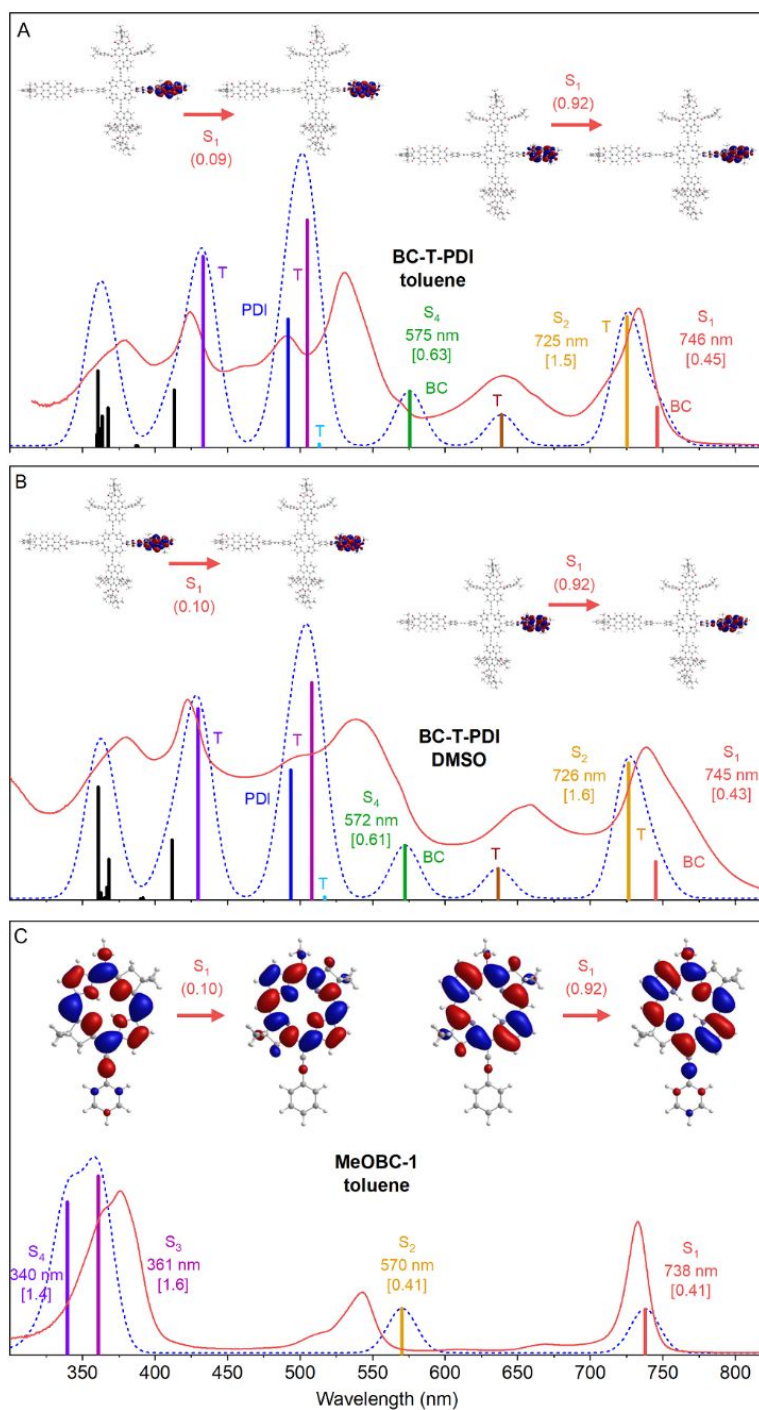 A
S1
(0.09)
S1
(0.92)
BC-T-PDI
toluene
T
T
PDI
T
S4
575 nm
[0.63]
BC
T
S2
725 nm
[1.5]
T
S1
746 nm
[0.45]
BC
B
S1
(0.10)
S1
(0.92)
BC-T-PDI
DMSO
T
T
PDI
T
S4
572 nm
[0.61]
BC
T
S2
726 nm
[1.6]
T
S1
745 nm
[0.43]
BC
C
S1
(0.10)
S1
(0.92)
MeOBC-1
toluene
S4
340 nm
[1.4]
S3
361 nm
[1.6]
S2
570 nm
[0.41]
S1
738 nm
[0.41]
350 400 450 500 550 600 650 700 750 800
Wavelength (nm)